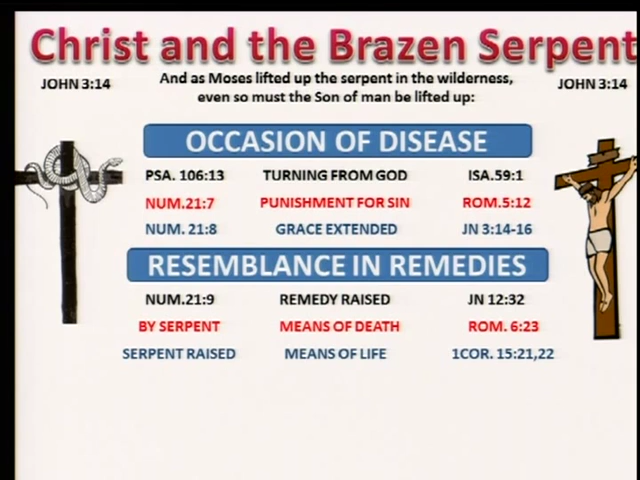 Christ and the Brazen Serpent
JOHN 3:14
And as Moses lifted up the serpent in the wilderness,
even so must the Son of man be lifted up:
JOHN 3:14
OCCASION OF DISEASE
PSA. 106:13 TURNING FROM GOD ISA.59:1
NUM.21:7 PUNISHMENT FOR SIN ROM.5:12
NUM. 21:8 GRACE EXTENDED JN 3:14-16
RESEMBLANCE IN REMEDIES
NUM.21:9 REMEDY RAISED JN 12:32
BY SERPENT MEANS OF DEATH ROM. 6:23
SERPENT RAISED MEANS OF LIFE 1COR. 15:21,22